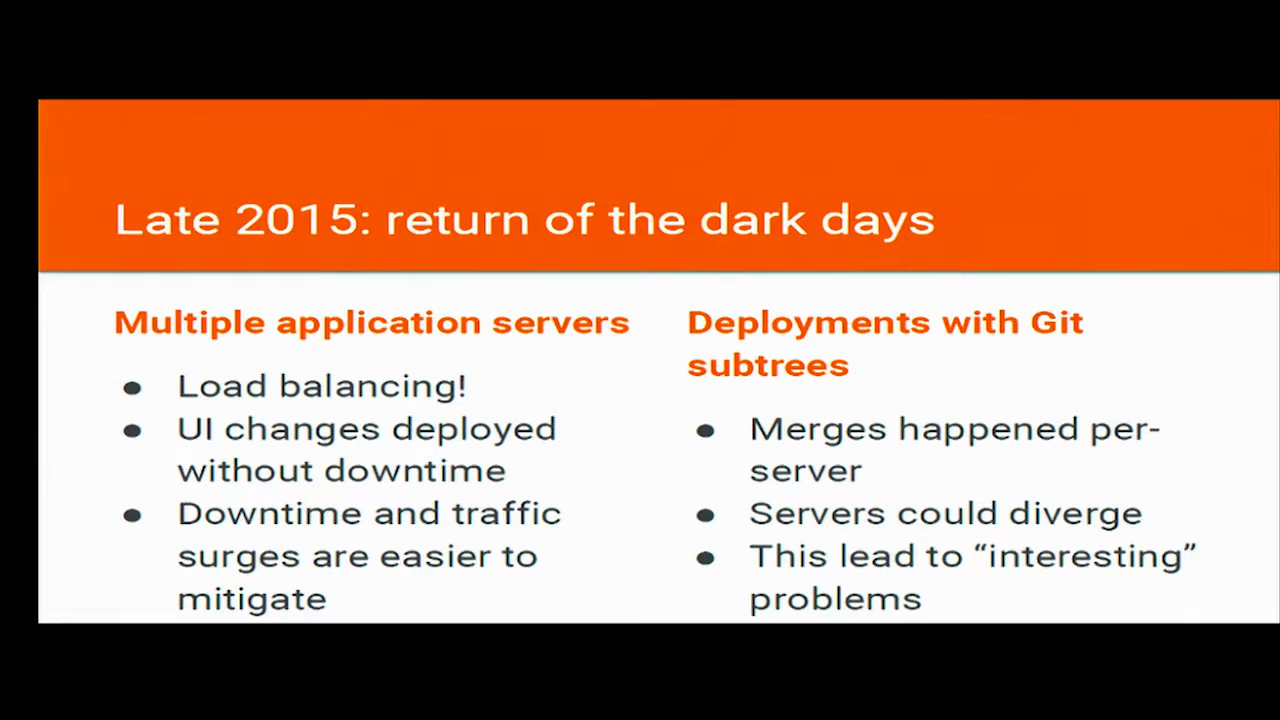 Late 2015: return of the dark days
Multiple application servers
● Load balancing!
● UI changes deployed
without downtime
● Downtime and traffic
surges are easier to
mitigate
Deployments with Git
subtrees
● Merges happened per-
server
● Servers could diverge
● This lead to “interesting”
problems